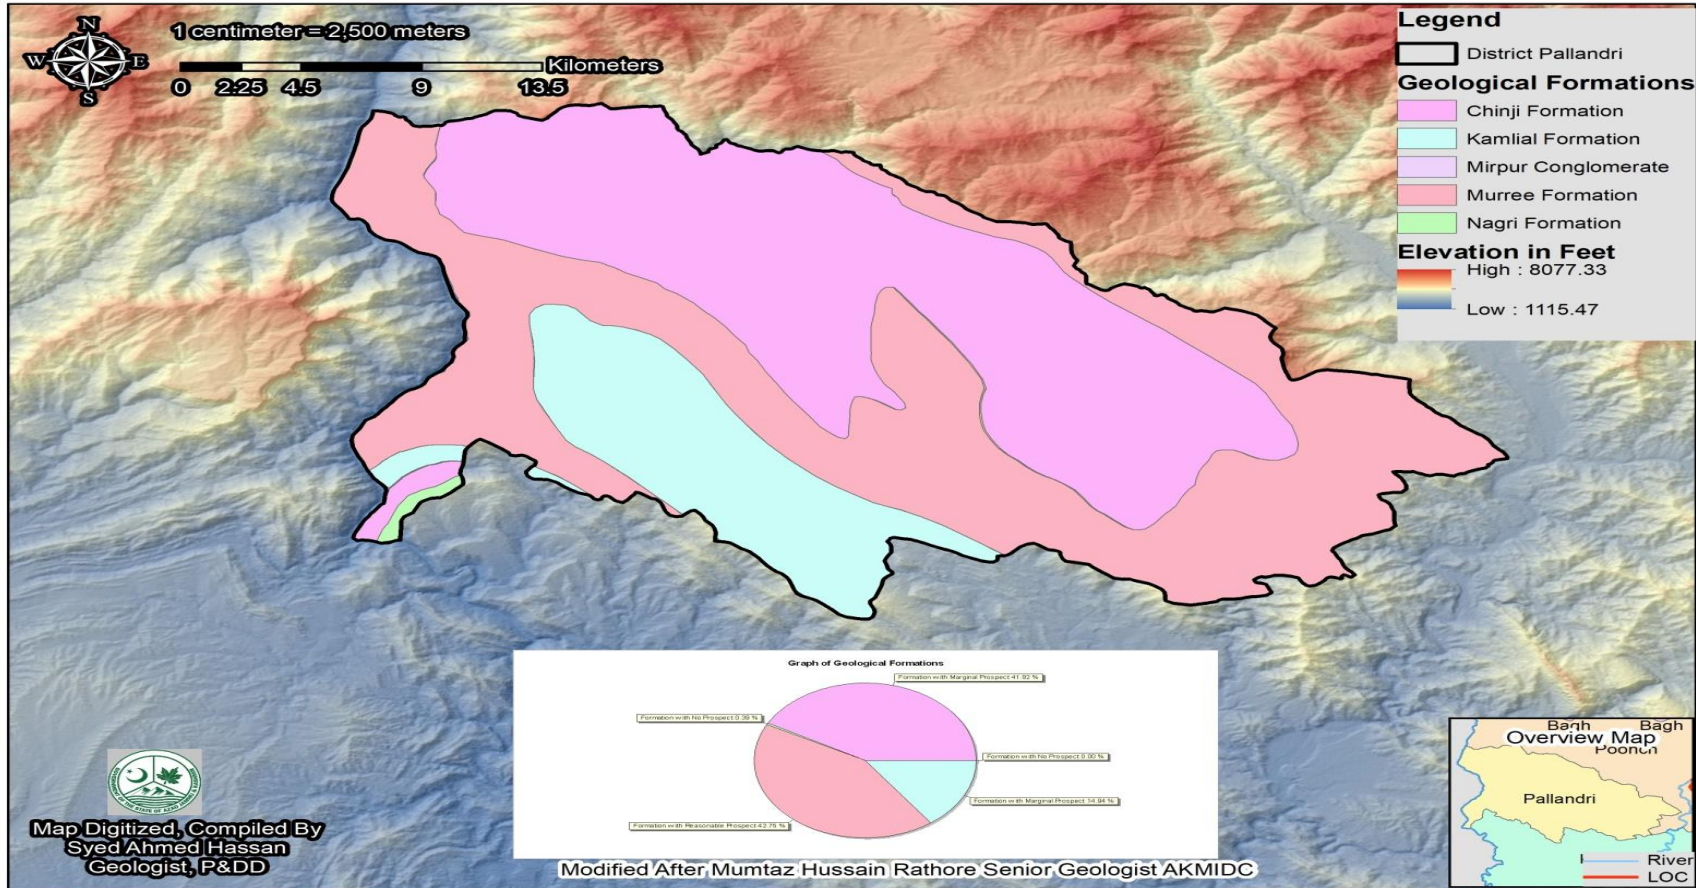 N
W E
S
1 centimeter = 2,500 meters
Kilometers
0 2.25 4.5 9 13.5
Legend
District Pallandri
Geological Formations
Chinji Formation
Kamlial Formation
Mirpur Conglomerate
Murree Formation
Nagri Formation
Elevation in Feet
High : 8077.33
Low : 1115.47
Graph of Geological Formations
Formation with Marginal Prospect 41.92 %
Formation with No Prospect 0.39 %
Formation with No Prospect 0.00 %
Formation with Marginal Prospect 14.94 %
Formation with Reasonable Prospect 42.75 %
Map Digitized, Compiled By
Syed Ahmed Hassan
Geologist, P&DD
Modified After Mumtaz Hussain Rathore Senior Geologist AKMIDC
Bagh Bagh
Overview Map
Poonch
Pallandri
River
LOC